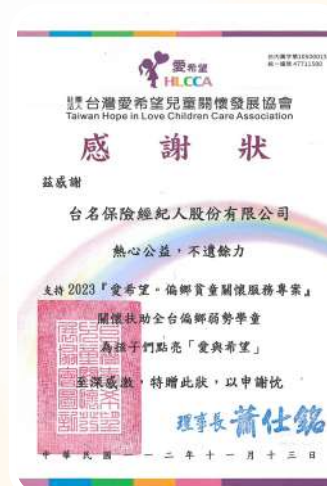 愛希望
HLCCA
社團法人台灣愛希望兒童關懷發展協會
Taiwan Hope in Love Children Care Association
感謝狀
茲感謝
台名保險經紀人股份有限公司
熱心公益，不遺餘力
支持2023『愛希望。偏鄉貧童關懷服務專案』
關懷扶助全台偏鄉弱勢學童
為孩子們點亮「愛與希望」
至深感激，特贈此狀，以申謝忱
理事長 蕭仕銘
中華民國一一二年十一月十三日